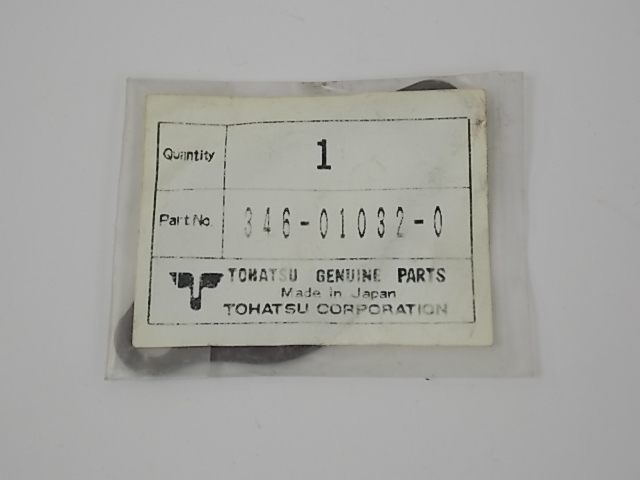 Quantity 1
Part No. 346-01032-0
TOHATSU GENUINE PARTS
Made in Japan
TOHATSU CORPORATION